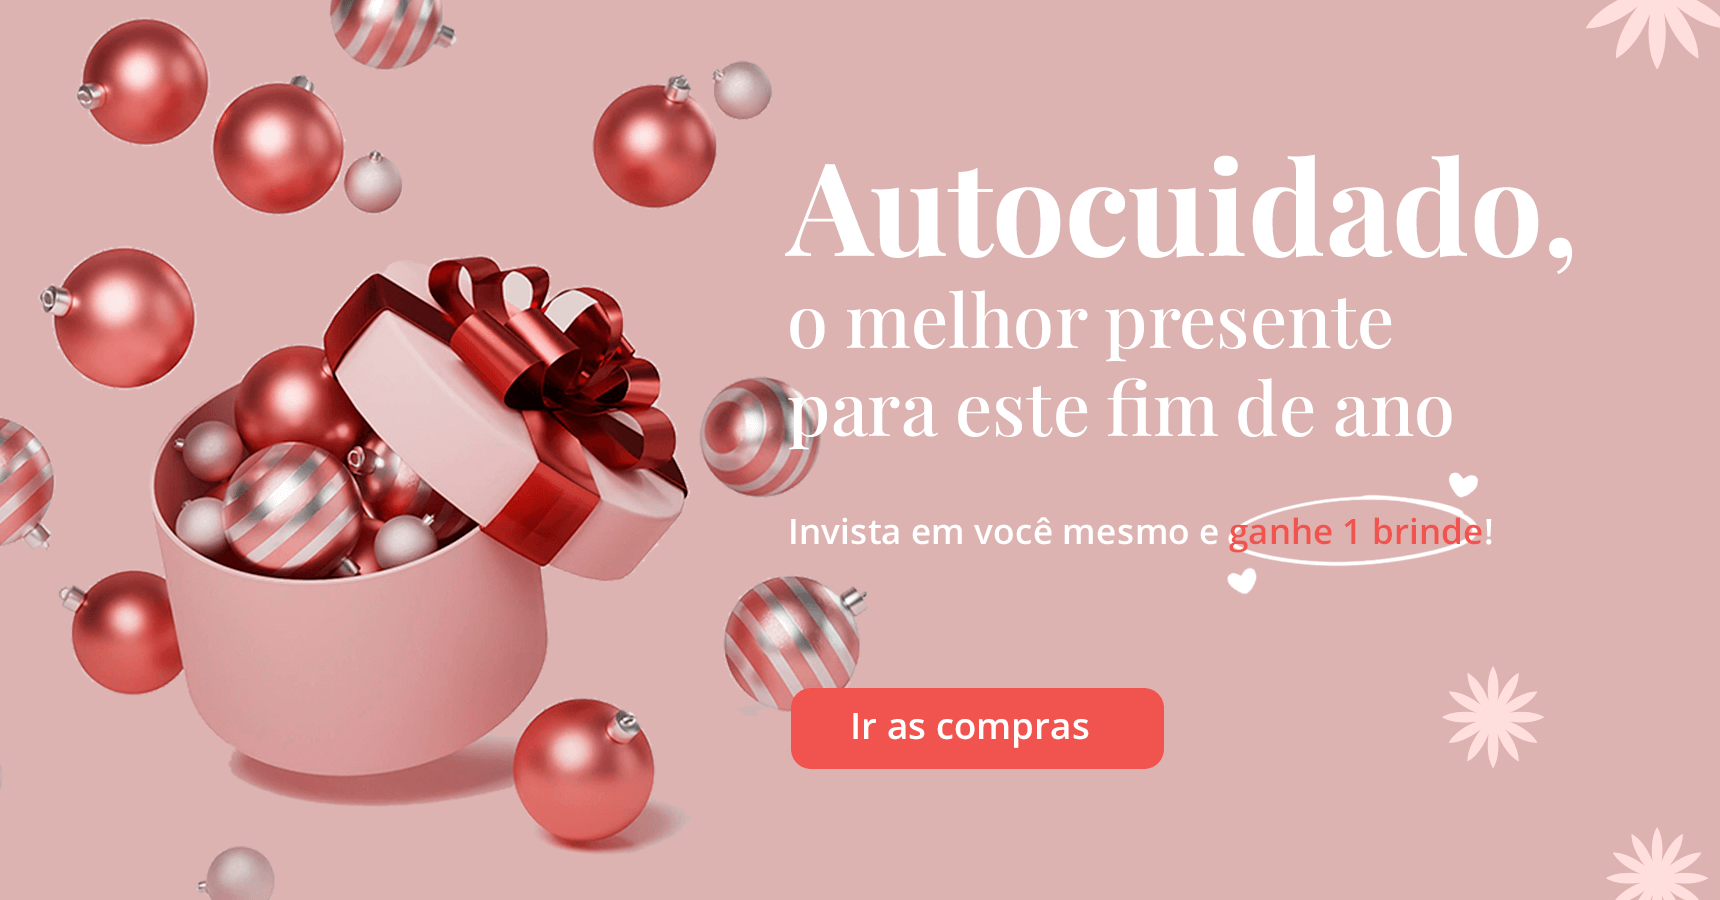 Autocuidado,
o melhor presente
para este fim de ano
Invista em você mesmo e ganhe 1 brinde!
Ir as compras